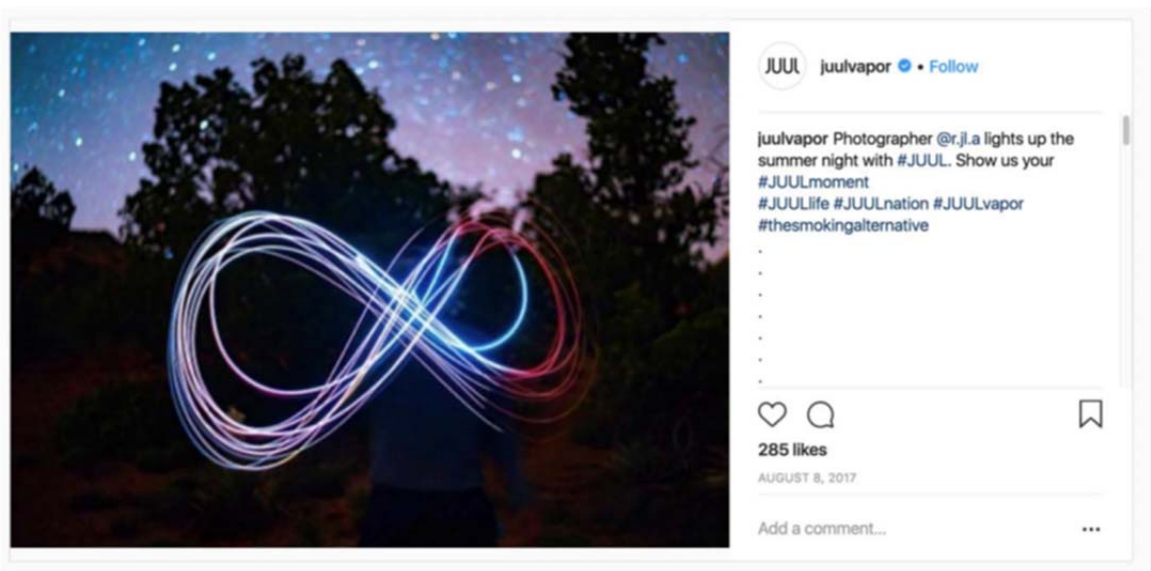 JUUL juulvapor • Follow
juulvapor Photographer @r.jl.a lights up the
summer night with #JUUL. Show us your
#JUULmoment
#JUULlife #JUULnation #JUULvapor
#thesmokingalternative
.
.
.
.
.
.
.
285 likes
AUGUST 8, 2017
Add a comment...